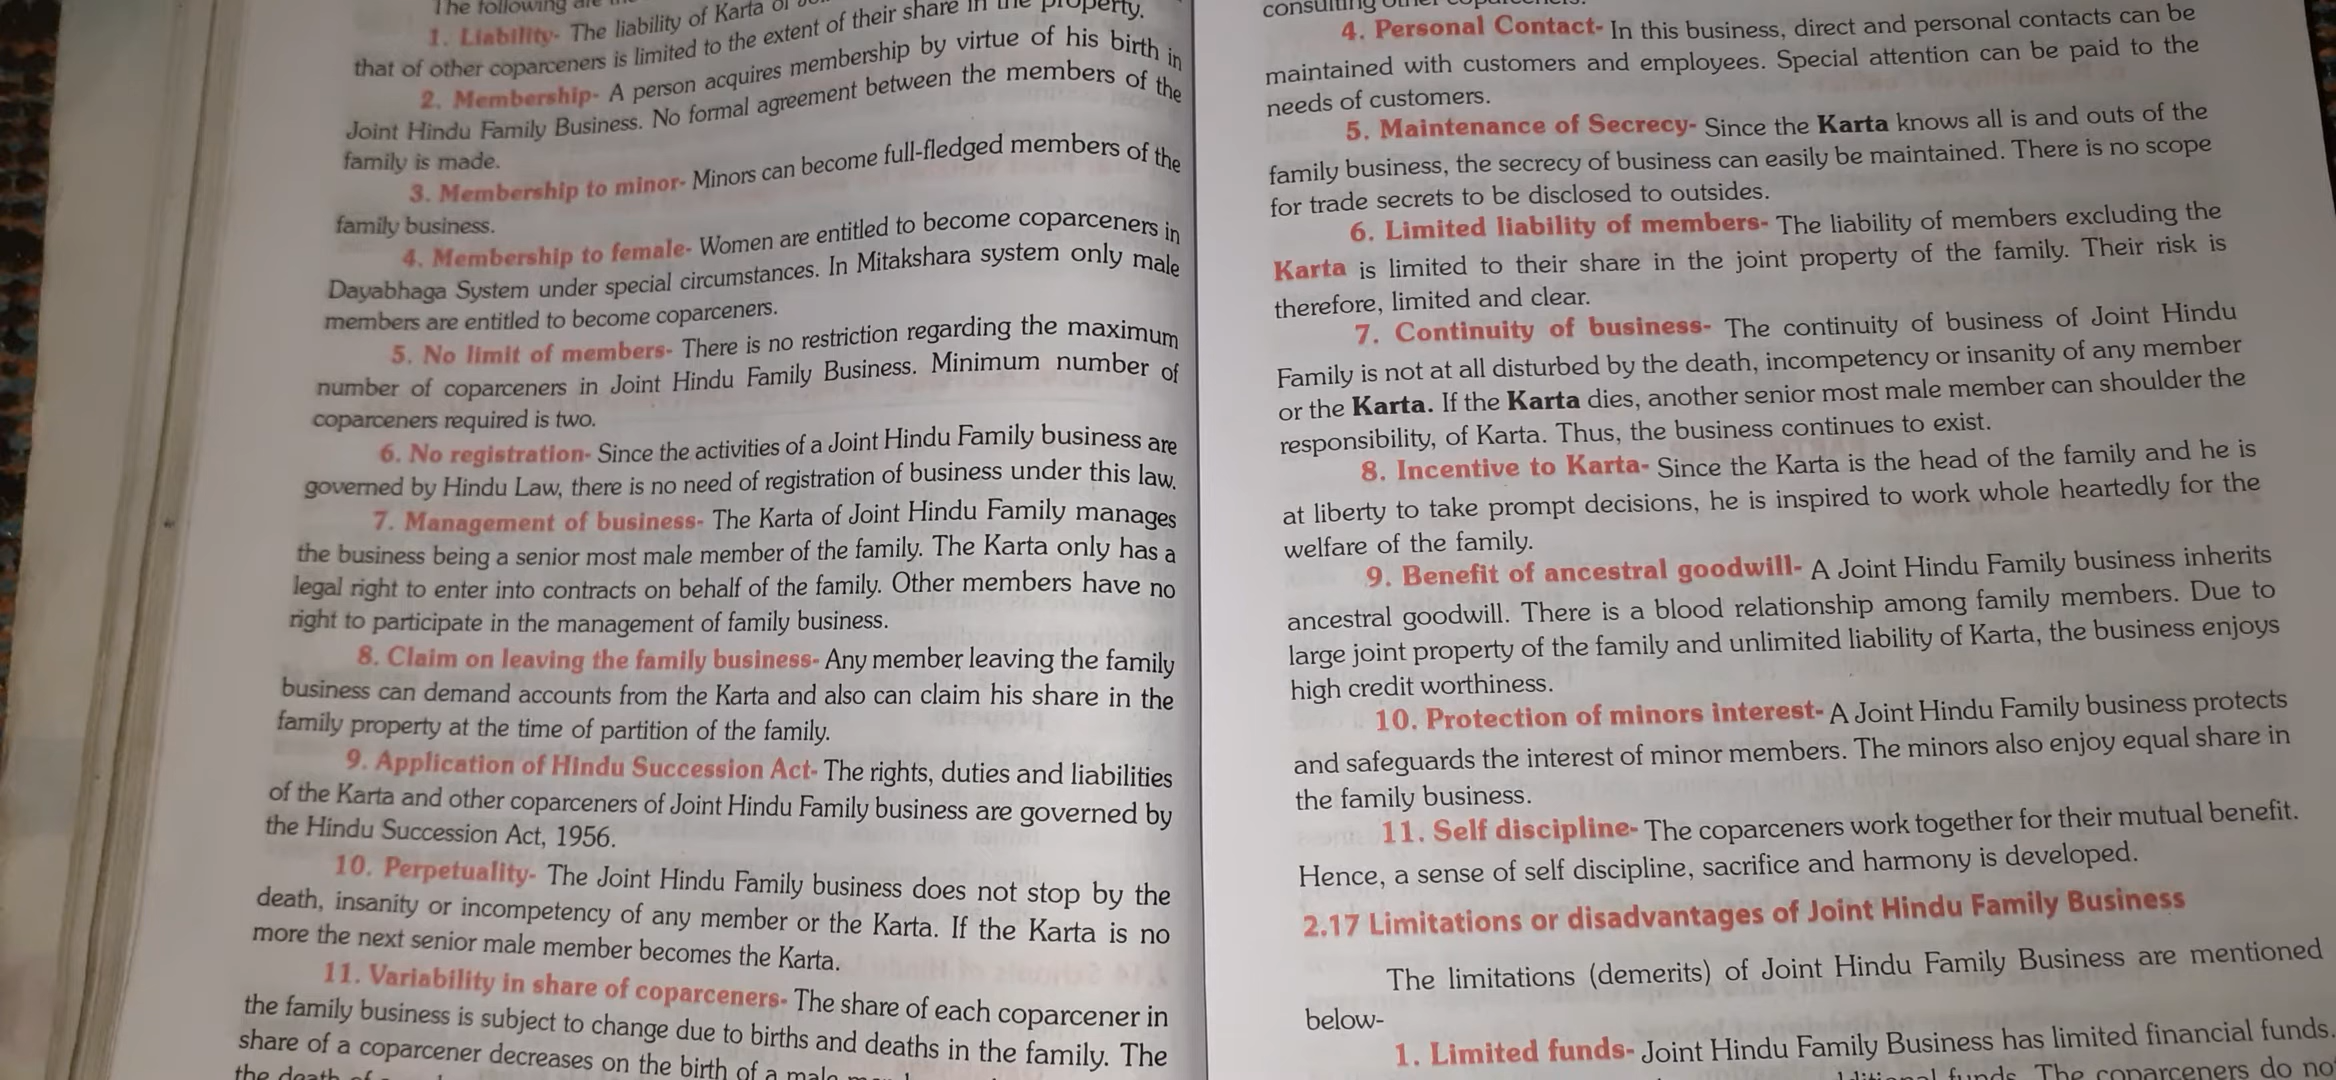 The following
1. Liability- The liability of Karta of
that of other coparceners is limited to the extent of their share in the property.
2. Membership- A person acquires membership by virtue of his birth in
Joint Hindu Family Business. No formal agreement between the members of the
family is made.
3. Membership to minor- Minors can become full-fledged members of the
family business.
4. Membership to female- Women are entitled to become coparceners in
Dayabhaga System under special circumstances. In Mitakshara system only male
members are entitled to become coparceners.
5. No limit of members- There is no restriction regarding the maximum
number of coparceners in Joint Hindu Family Business. Minimum number of
coparceners required is two.
6. No registration- Since the activities of a Joint Hindu Family business are
governed by Hindu Law, there is no need of registration of business under this law.
7. Management of business- The Karta of Joint Hindu Family manages
the business being a senior most male member of the family. The Karta only has a
legal right to enter into contracts on behalf of the family. Other members have no
right to participate in the management of family business.
8. Claim on leaving the family business- Any member leaving the family
business can demand accounts from the Karta and also can claim his share in the
family property at the time of partition of the family.
9. Application of Hindu Succession Act- The rights, duties and liabilities
of the Karta and other coparceners of Joint Hindu Family business are governed by
the Hindu Succession Act, 1956.
10. Perpetuality- The Joint Hindu Family business does not stop by the
death, insanity or incompetency of any member or the Karta. If the Karta is no
more the next senior male member becomes the Karta.
11. Variability in share of coparceners- The share of each coparcener in
the family business is subject to change due to births and deaths in the family. The
share of a coparcener decreases on the birth of a male
the death of
consulting other coparceners.
4. Personal Contact- In this business, direct and personal contacts can be
maintained with customers and employees. Special attention can be paid to the
needs of customers.
5. Maintenance of Secrecy- Since the Karta knows all is and outs of the
family business, the secrecy of business can easily be maintained. There is no scope
for trade secrets to be disclosed to outsides.
6. Limited liability of members- The liability of members excluding the
Karta is limited to their share in the joint property of the family. Their risk is
therefore, limited and clear.
7. Continuity of business- The continuity of business of Joint Hindu
Family is not at all disturbed by the death, incompetency or insanity of any member
or the Karta. If the Karta dies, another senior most male member can shoulder the
responsibility, of Karta. Thus, the business continues to exist.
8. Incentive to Karta- Since the Karta is the head of the family and he is
at liberty to take prompt decisions, he is inspired to work whole heartedly for the
welfare of the family.
9. Benefit of ancestral goodwill- A Joint Hindu Family business inherits
ancestral goodwill. There is a blood relationship among family members. Due to
large joint property of the family and unlimited liability of Karta, the business enjoys
high credit worthiness.
10. Protection of minors interest- A Joint Hindu Family business protects
and safeguards the interest of minor members. The minors also enjoy equal share in
the family business.
11. Self discipline- The coparceners work together for their mutual benefit.
Hence, a sense of self discipline, sacrifice and harmony is developed.
2.17 Limitations or disadvantages of Joint Hindu Family Business
The limitations (demerits) of Joint Hindu Family Business are mentioned
below-
1. Limited funds- Joint Hindu Family Business has limited financial funds.
funds. The coparceners do no